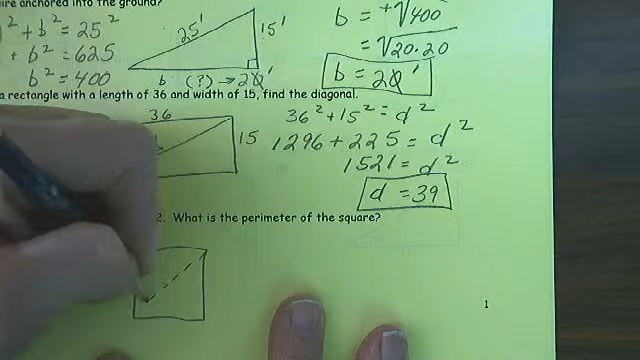 ire anchored into the ground?
² + b² = 25²
+ b² = 625
b² = 400
25'
15'
b (?) → 20'
b = +√400
= √20·20
b = 20'
a rectangle with a length of 36 and width of 15, find the diagonal.
36
15
36² + 15² = d²
1296 + 225 = d²
1521 = d²
d = 39
2. What is the perimeter of the square?
1